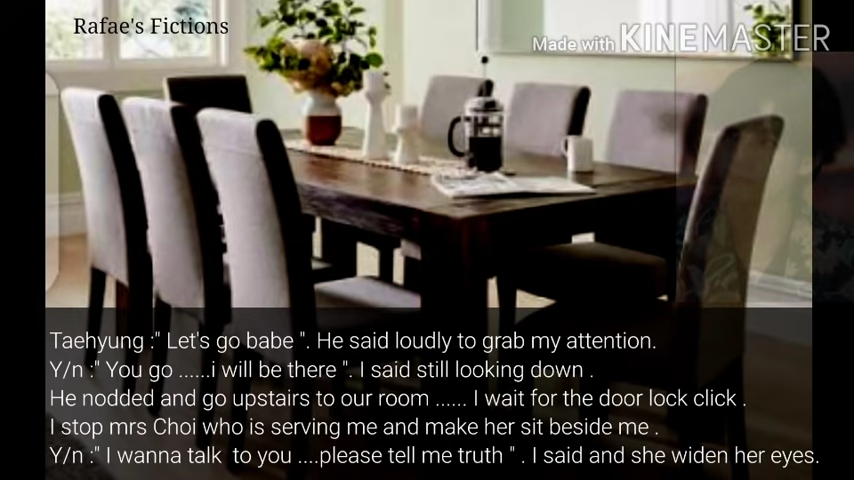 Rafae's Fictions
Made with KINEMASTER
Taehyung :" Let's go babe ". He said loudly to grab my attention.
Y/n :" You go ......i will be there ". I said still looking down .
He nodded and go upstairs to our room ...... I wait for the door lock click .
I stop mrs Choi who is serving me and make her sit beside me .
Y/n :" I wanna talk  to you ....please tell me truth " . I said and she widen her eyes.